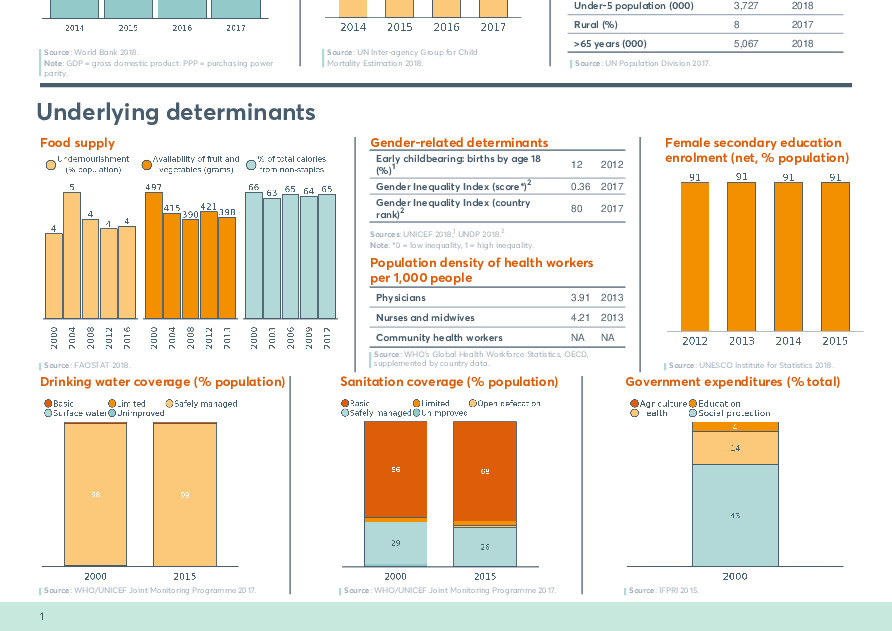 2014 2015 2016 2017
Source: World Bank 2018.
Note: GDP = gross domestic product. PPP = purchasing power
parity.
2014 2015 2016 2017
Source: UN Inter-agency Group for Child
Mortality Estimation 2018.
Under-5 population (000) 3,727 2018
Rural (%) 8 2017
>65 years (000) 5,067 2018
Source: UN Population Division 2017.
Underlying determinants
Food supply
Undernourishment
(% population)
Availability of fruit and
vegetables (grams)
% of total calories
from non-staples
4 5 4 4 4
497 415 390 421 398
66 63 65 64 65
2000 2004 2008 2012 2016
2000 2004 2008 2012 2013
2000 2003 2006 2009 2012
Source: FAOSTAT 2018.
Gender-related determinants
Early childbearing: births by age 18
(%)1 12 2012
Gender Inequality Index (score*)2 0.36 2017
Gender Inequality Index (country
rank)2 80 2017
Sources: UNICEF 2018,1 UNDP 2018.2
Note: *0 = low inequality, 1 = high inequality.
Population density of health workers
per 1,000 people
Physicians 3.91 2013
Nurses and midwives 4.21 2013
Community health workers NA NA
Source: WHO's Global Health Workforce Statistics, OECD,
supplemented by country data.
Female secondary education
enrolment (net, % population)
91 91 91 91
2012 2013 2014 2015
Source: UNESCO Institute for Statistics 2018.
Drinking water coverage (% population)
Basic Limited Safely managed
Surface water Unimproved
98 99
2000 2015
Source: WHO/UNICEF Joint Monitoring Programme 2017.
Sanitation coverage (% population)
Basic Limited Open defecation
Safely managed Unimproved
68
29 26
2000 2015
Source: WHO/UNICEF Joint Monitoring Programme 2017.
Government expenditures (% total)
Agriculture Education
Health Social protection
4
14
2000
Source: IFPRI 2015.
1